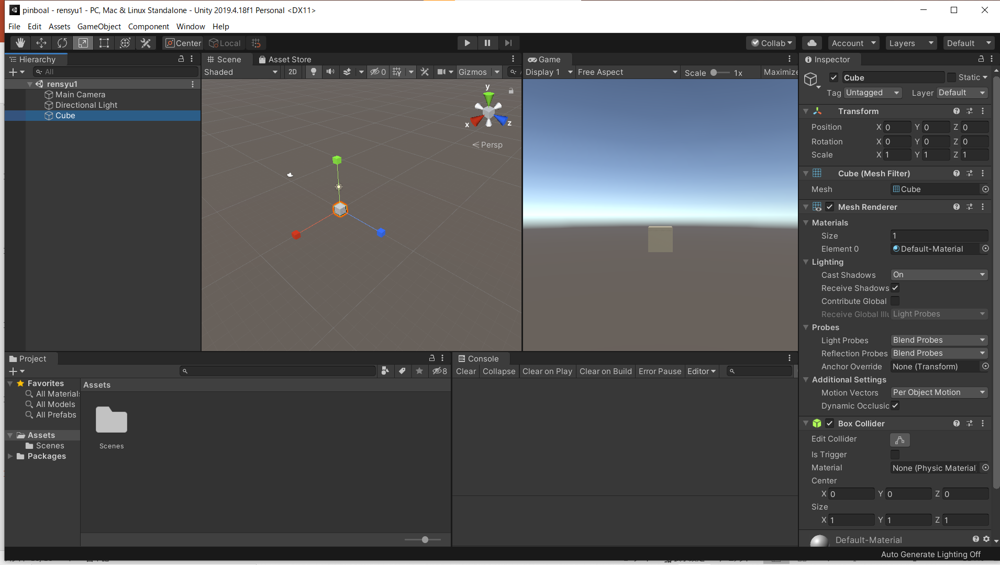 pinboal - rensyu1 - PC, Mac & Linux Standalone - Unity 2019.4.18f1 Personal <DX11>
File Edit Assets GameObject Component Window Help
Center Local Collab Account Layers Default
Hierarchy
All
rensyu1
Main Camera
Directional Light
Cube
Scene Asset Store
Shaded 2D 0 Gizmos
y
x
z
Persp
Game
Display 1 Free Aspect Scale 1x Maximize
Inspector
Cube Static
Tag Untagged Layer Default
Transform
Position X 0 Y 0 Z 0
Rotation X 0 Y 0 Z 0
Scale X 1 Y 1 Z 1
Cube (Mesh Filter)
Mesh Cube
Mesh Renderer
Materials
Size 1
Element 0 Default-Material
Lighting
Cast Shadows On
Receive Shadows
Contribute Global
Receive Global Illu Light Probes
Probes
Light Probes Blend Probes
Reflection Probes Blend Probes
Anchor Override None (Transform)
Additional Settings
Motion Vectors Per Object Motion
Dynamic Occlusic
Box Collider
Edit Collider
Is Trigger
Material None (Physic Material
Center
X 0 Y 0 Z 0
Size
X 1 Y 1 Z 1
Default-Material
Project
8
Favorites
All Materials
All Models
All Prefabs
Assets
Scenes
Packages
Assets
Scenes
Console
Clear Collapse Clear on Play Clear on Build Error Pause Editor
Auto Generate Lighting Off